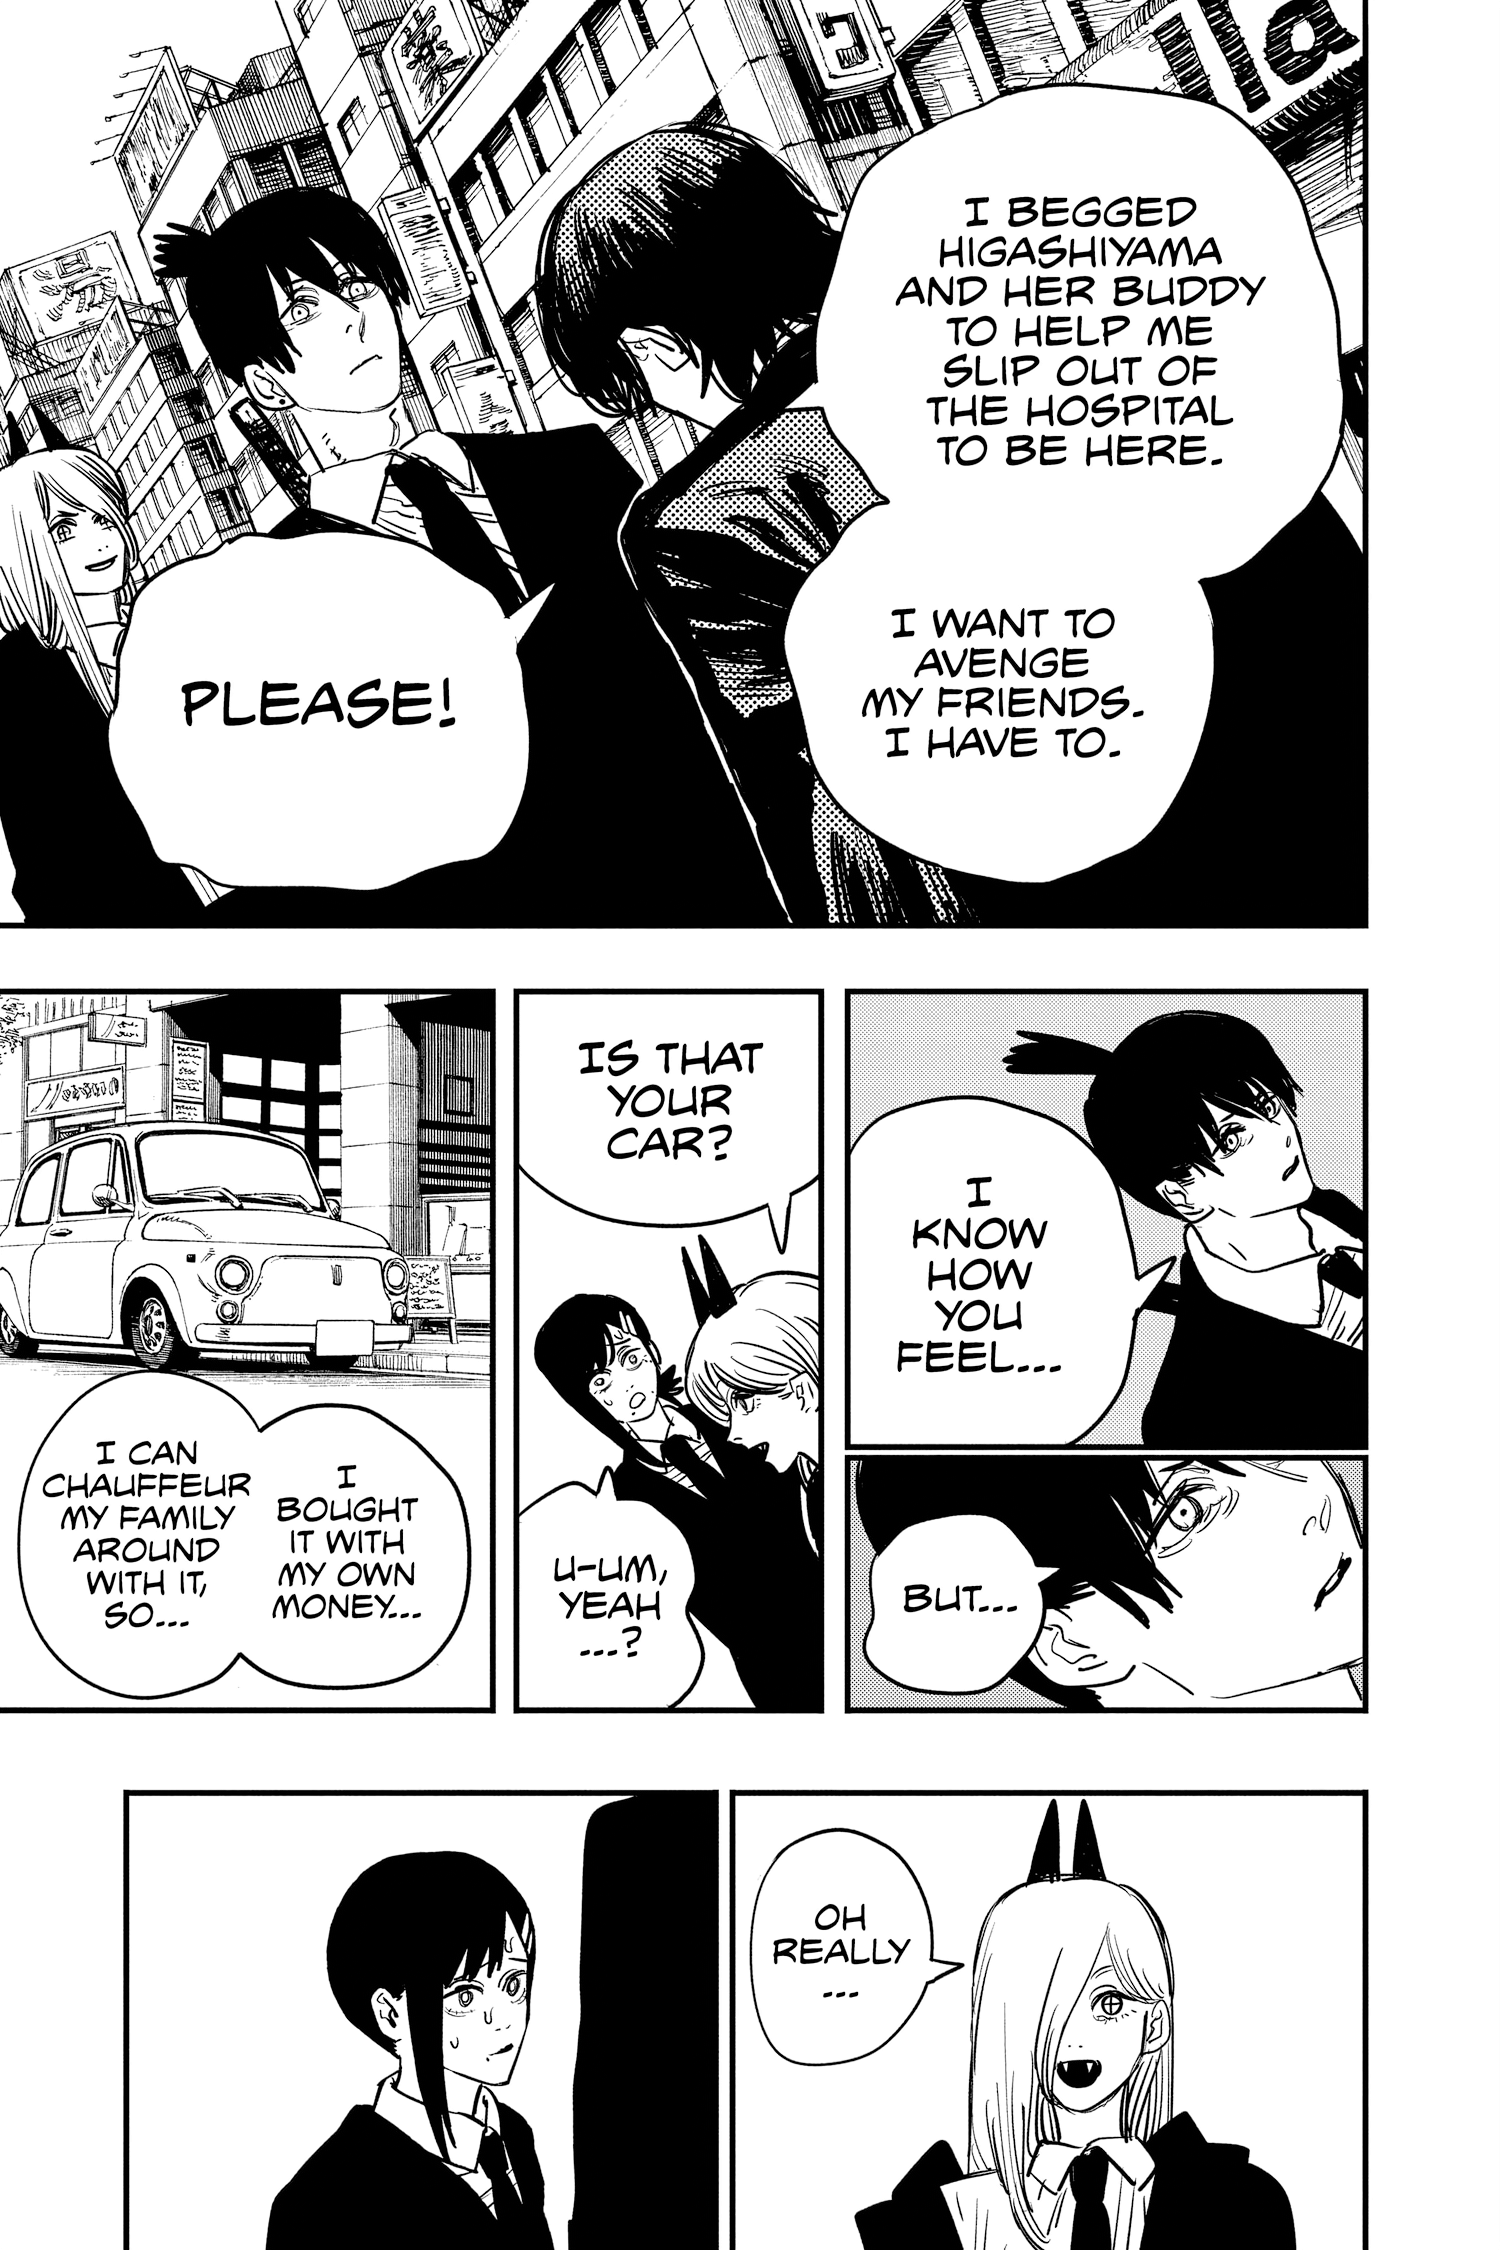 I BEGGED
HIGASHIYAMA
AND HER BUDDY
TO HELP ME
SLIP OUT OF
THE HOSPITAL
TO BE HERE.
I WANT TO
AVENGE
MY FRIENDS.
I HAVE TO.
PLEASE!
I
KNOW
HOW
YOU
FEEL...
BUT...
IS THAT
YOUR
CAR?
U-UM,
YEAH
...?
I
BOUGHT
IT WITH
MY OWN
MONEY...
I CAN
CHAUFFEUR
MY FAMILY
AROUND
WITH IT,
SO...
OH
REALLY
...